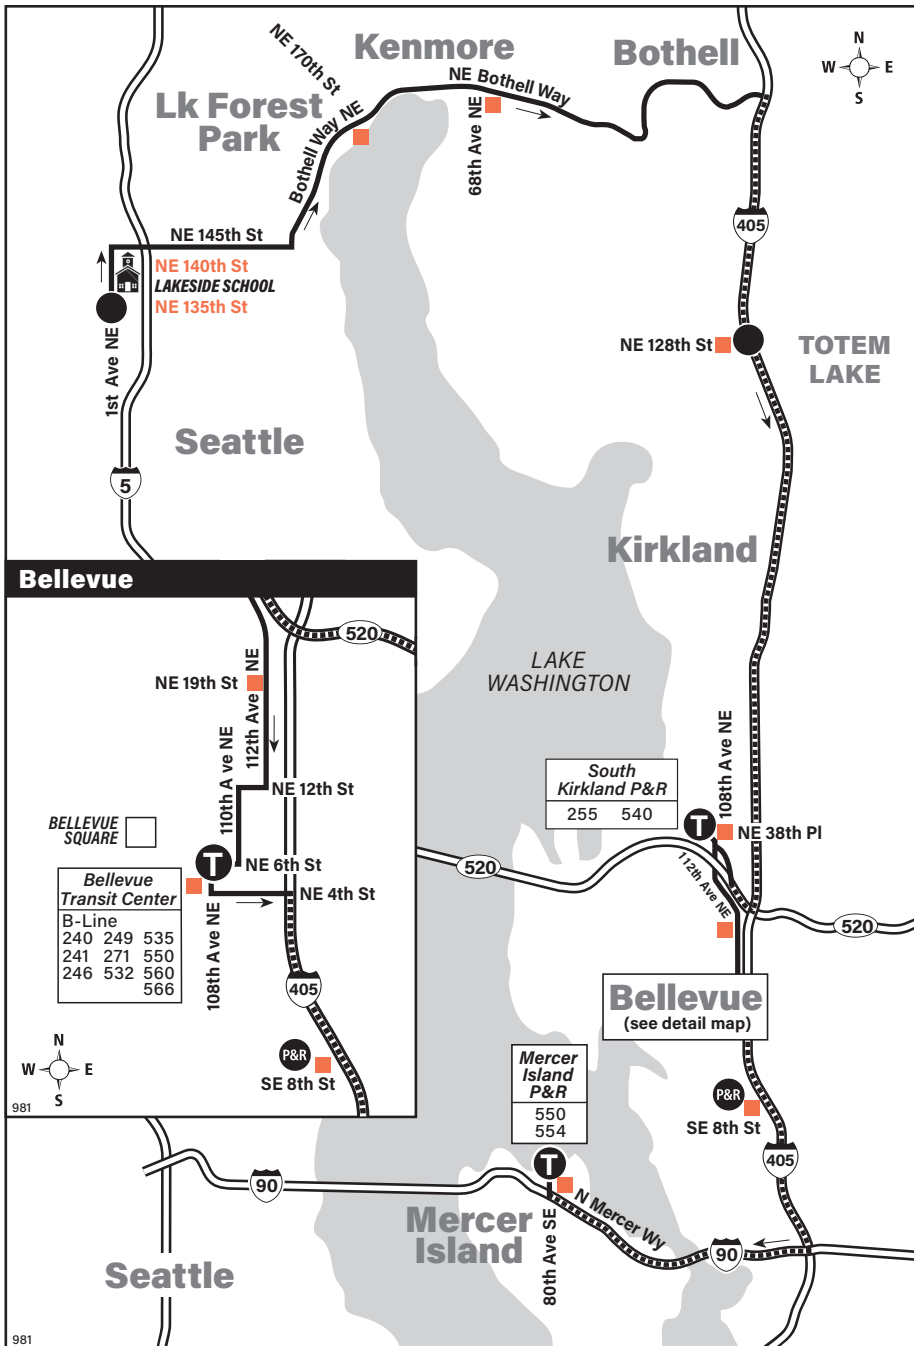 Kenmore
Bothell
N
W E
S
NE 170th St
NE Bothell Way
Lk Forest
Park
Bothell Way NE
68th Ave NE
405
NE 145th St
NE 140th St
LAKESIDE SCHOOL
NE 135th St
1st Ave NE
NE 128th St
TOTEM
LAKE
Seattle
5
Kirkland
LAKE
WASHINGTON
Bellevue
520
NE 19th St
112th Ave NE
110th A ve NE
NE 12th St
BELLEVUE
SQUARE
T
NE 6th St
NE 4th St
Bellevue
Transit Center
B-Line
240 249 535
241 271 550
246 532 560
566
108th Ave NE
405
N
W E
S
P&R
SE 8th St
981
South
Kirkland P&R
255 540
108th Ave NE
T
NE 38th Pl
112th Ave NE
520
520
Bellevue
(see detail map)
Mercer
Island
P&R
550
554
P&R
SE 8th St
405
T
90
N Mercer Wy
80th Ave SE
Mercer
Island
90
Seattle
981